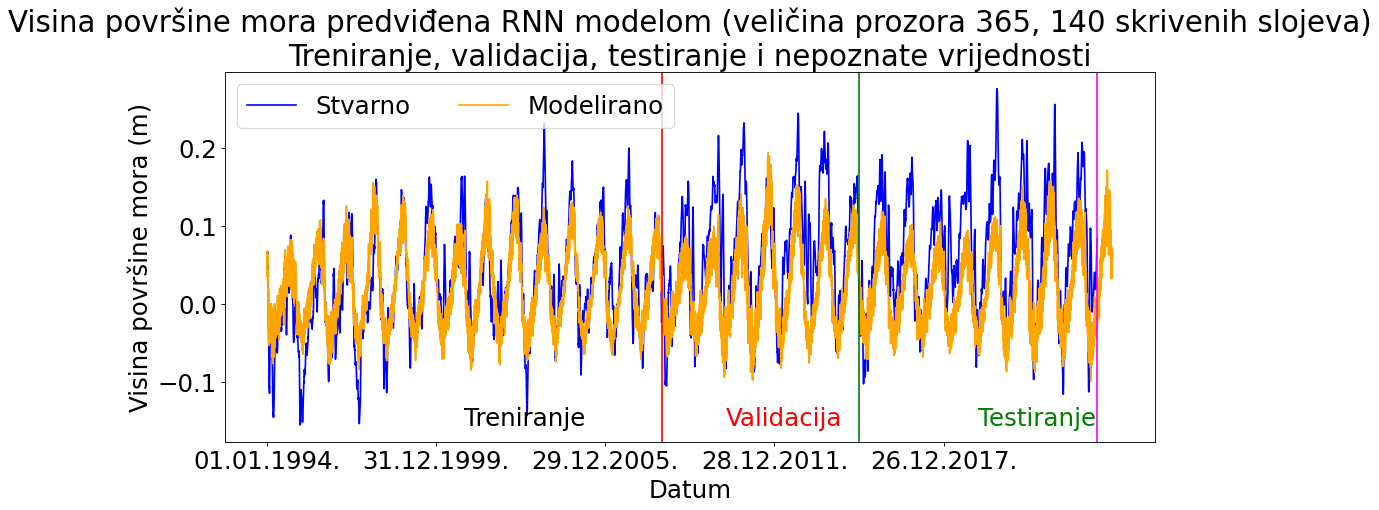 Visina površine mora predviđena RNN modelom (veličina prozora 365, 140 skrivenih slojeva)
Treniranje, validacija, testiranje i nepoznate vrijednosti
Stvarno Modelirano
Visina površine mora (m)
0.2
0.1
0.0
−0.1
Treniranje Validacija Testiranje
01.01.1994. 31.12.1999. 29.12.2005. 28.12.2011. 26.12.2017.
Datum